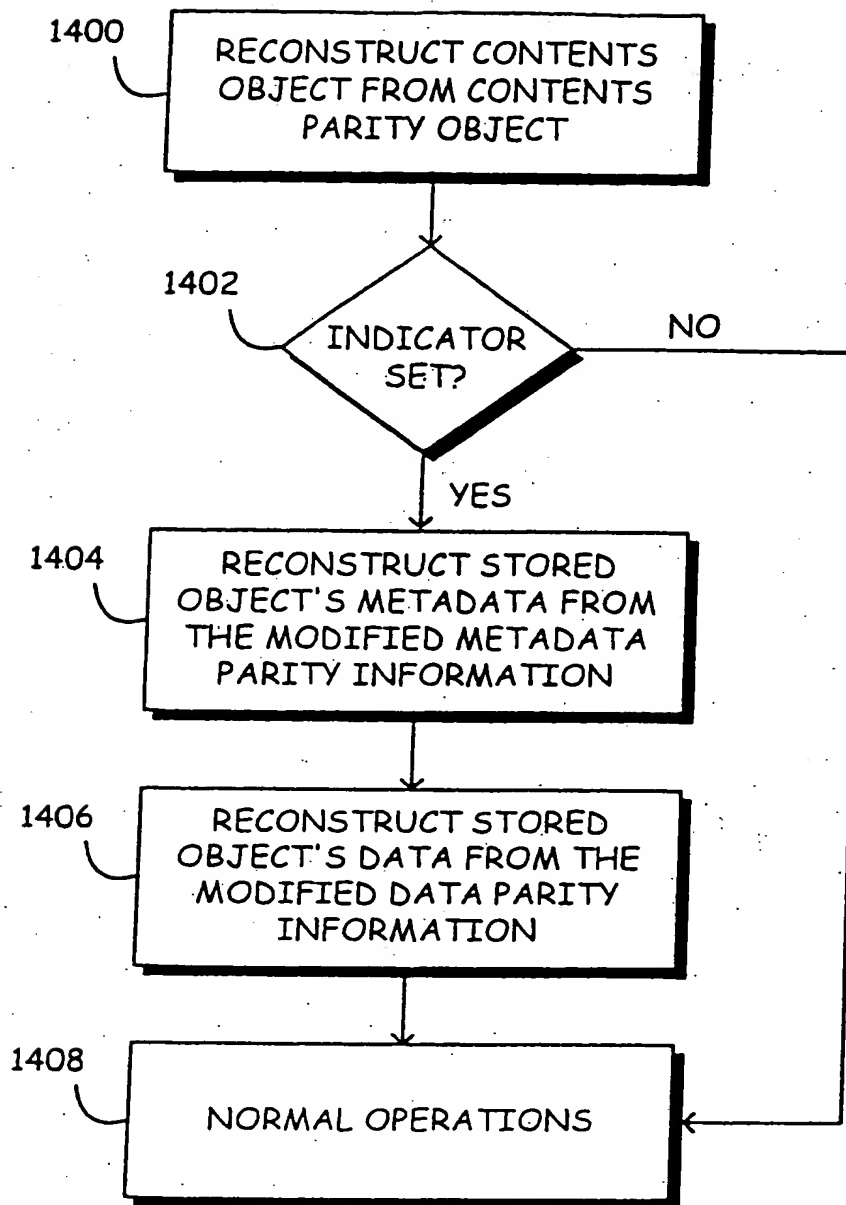 1400
RECONSTRUCT CONTENTS
OBJECT FROM CONTENTS
PARITY OBJECT
1402
INDICATOR
SET?
NO
YES
1404
RECONSTRUCT STORED
OBJECT'S METADATA FROM
THE MODIFIED METADATA
PARITY INFORMATION
1406
RECONSTRUCT STORED
OBJECT'S DATA FROM THE
MODIFIED DATA PARITY
INFORMATION
1408
NORMAL OPERATIONS